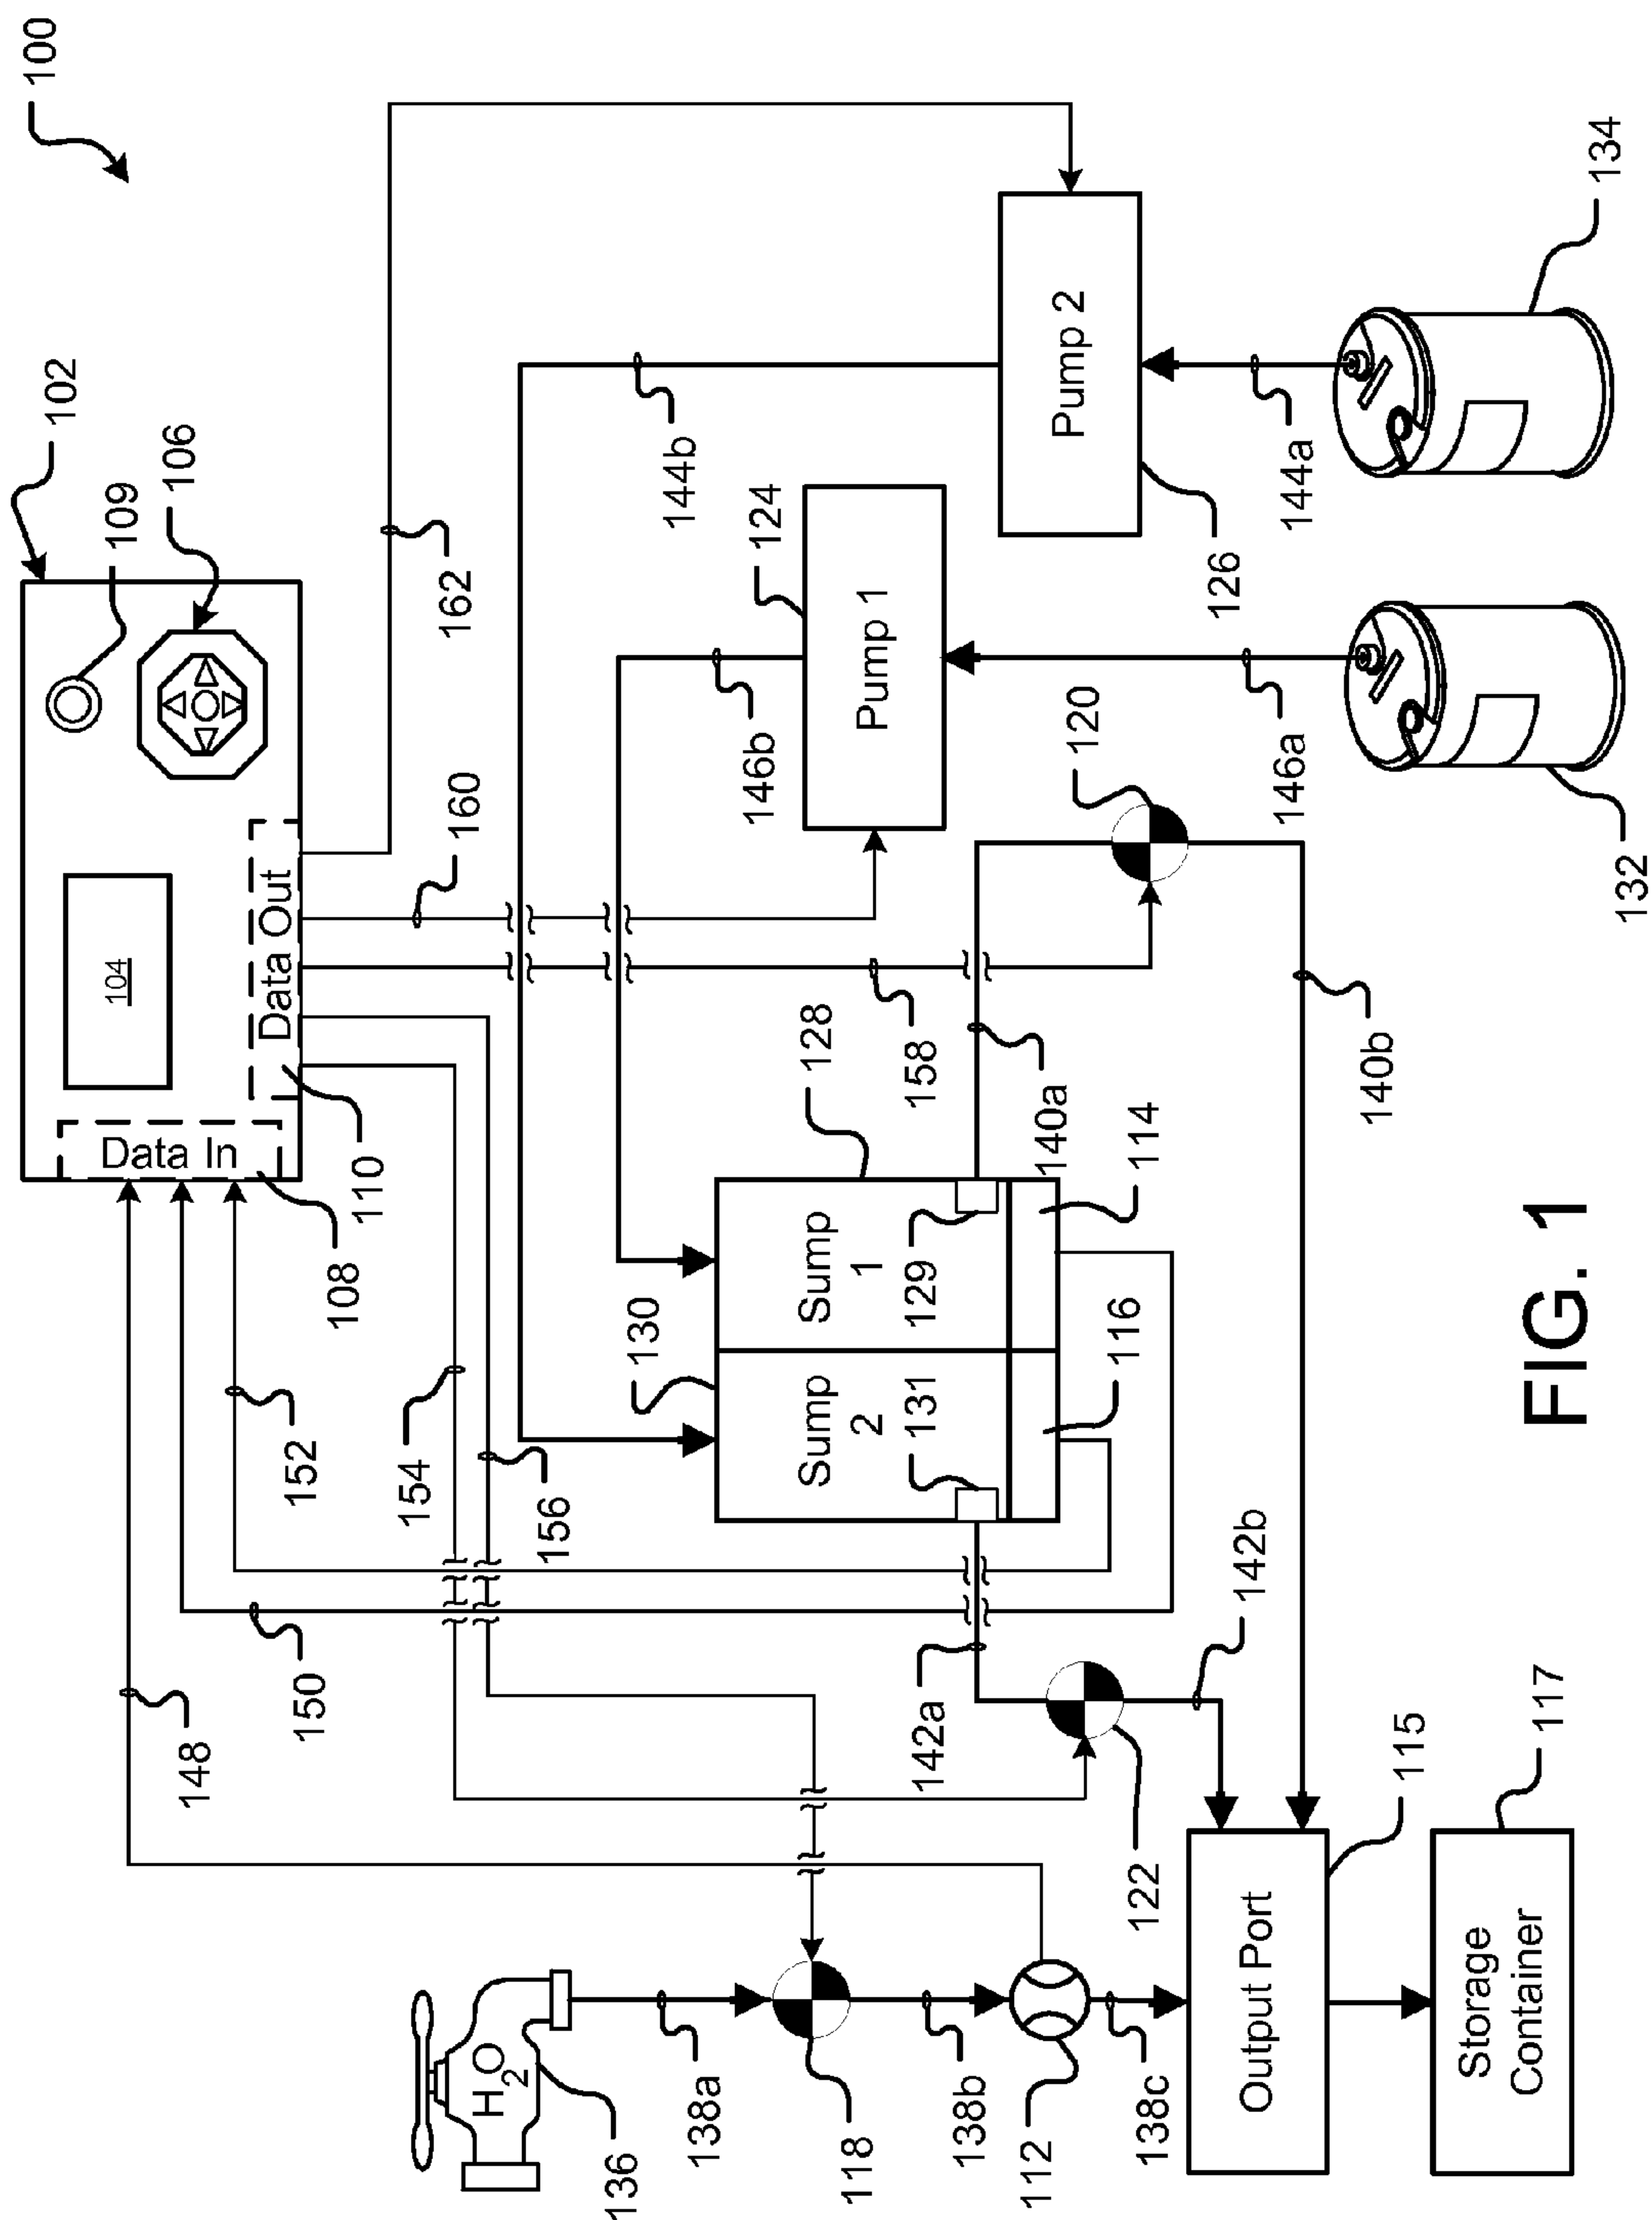 100
102
104
109
106
Data In
Data Out
108
110
148
150
152
154
156
158
160
162
144b
146b
124
Pump 1
Pump 2
126
144a
146a
134
132
120
128
130
Sump
2
Sump
1
131
129
116
114
140a
140b
142a
142b
122
H2O
136
138a
118
138b
112
138c
Output Port
115
Storage
Container
117
FIG. 1